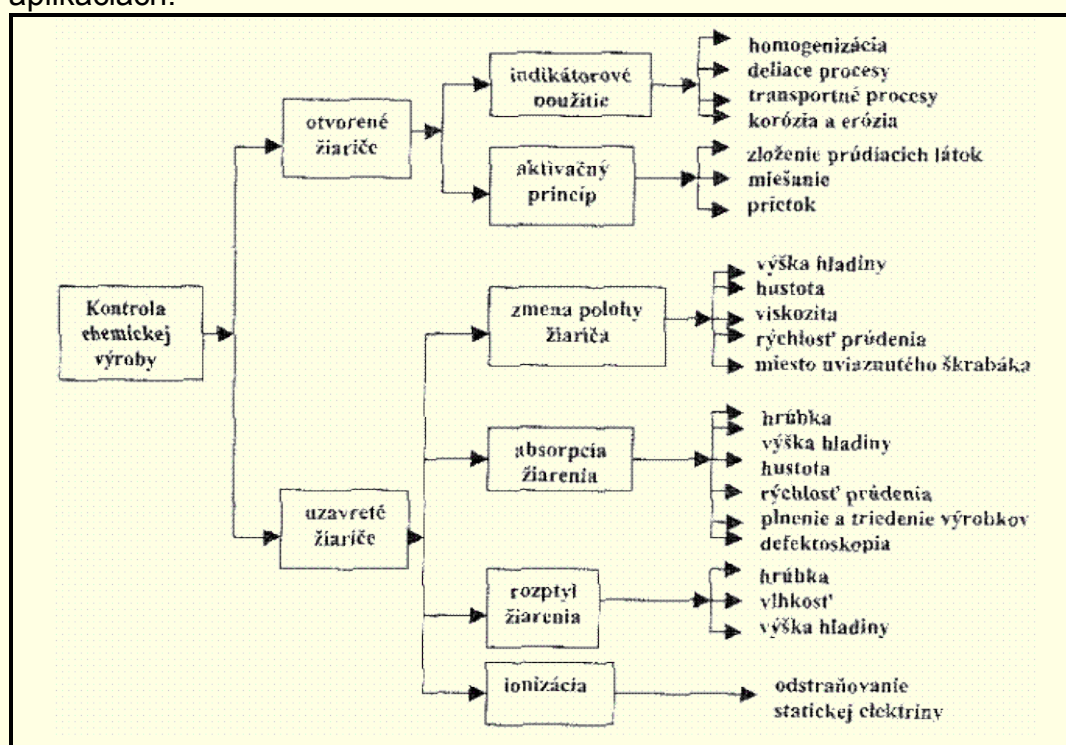 aplikáciách.
Kontrola
chemickej
výroby
otvorené
žiariče
indikátorové
použitie
homogenizácia
deliace procesy
transportné procesy
korózia a erózia
aktivačný
princíp
zloženie prúdiacich látok
miešanie
prietok
uzavreté
žiariče
zmena polohy
žiariča
výška hladiny
hustota
viskozita
rýchlosť prúdenia
miesto uviaznutého škrabáka
absorpcia
žiarenia
hrúbka
výška hladiny
hustota
rýchlosť prúdenia
plnenie a triedenie výrobkov
defektoskopia
rozptyl
žiarenia
hrúbka
vlhkosť
výška hladiny
ionizácia
odstraňovanie
statickej elektriny